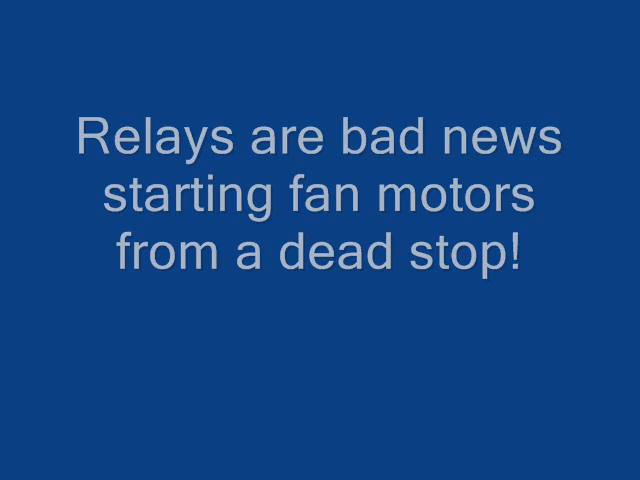 Relays are bad news
starting fan motors
from a dead stop!